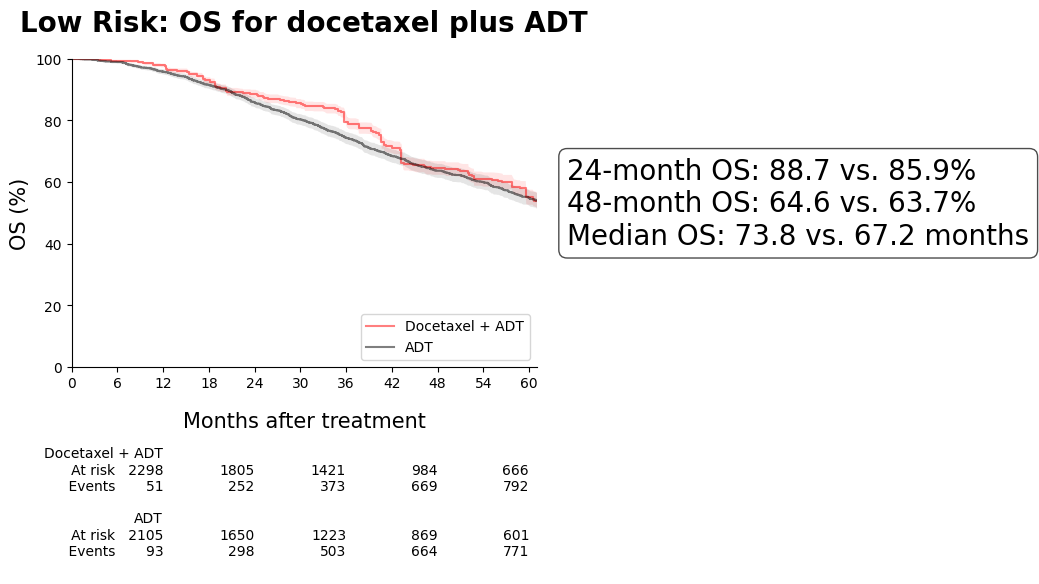 Low Risk: OS for docetaxel plus ADT
100
80
60
40
20
0
OS (%)
0 6 12 18 24 30 36 42 48 54 60
Months after treatment
Docetaxel + ADT
ADT
24-month OS: 88.7 vs. 85.9%
48-month OS: 64.6 vs. 63.7%
Median OS: 73.8 vs. 67.2 months
Docetaxel + ADT
At risk 2298 1805 1421 984 666
Events 51 252 373 669 792
ADT
At risk 2105 1650 1223 869 601
Events 93 298 503 664 771